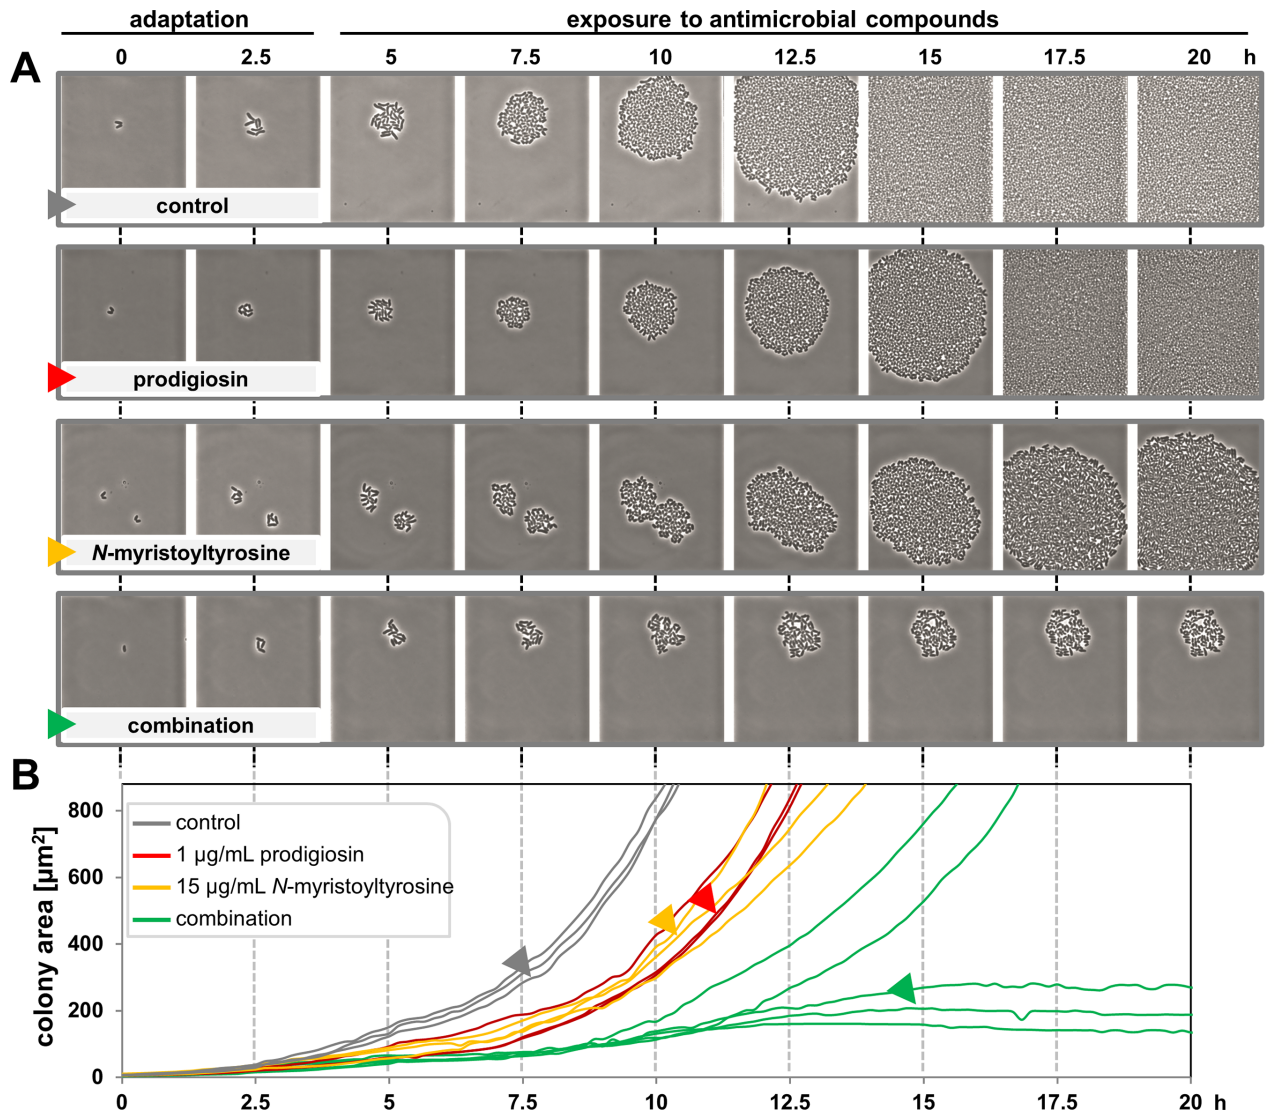 adaptation exposure to antimicrobial compounds
A 0 2.5 5 7.5 10 12.5 15 17.5 20 h
control
prodigiosin
N-myristoyltyrosine
combination
B
colony area [µm²]
800
600
400
200
0
control
1 µg/mL prodigiosin
15 µg/mL N-myristoyltyrosine
combination
0 2.5 5 7.5 10 12.5 15 17.5 20 h